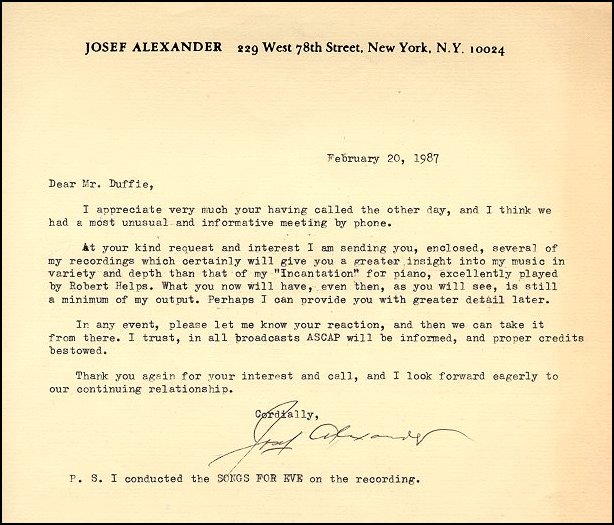 JOSEF ALEXANDER 229 West 78th Street, New York, N.Y. 10024
February 20, 1987
Dear Mr. Duffie,
I appreciate very much your having called the other day, and I think we
had a most unusual and informative meeting by phone.
At your kind request and interest I am sending you, enclosed, several of
my recordings which certainly will give you a greater insight into my music in
variety and depth than that of my "Incantation" for piano, excellently played
by Robert Helps. What you now will have, even then, as you will see, is still
a minimum of my output. Perhaps I can provide you with greater detail later.
In any event, please let me know your reaction, and then we can take it
from there. I trust, in all broadcasts ASCAP will be informed, and proper credits
bestowed.
Thank you again for your interest and call, and I look forward eagerly to
our continuing relationship.
Cordially,
Josef Alexander
P. S. I conducted the SONGS FOR EVE on the recording.